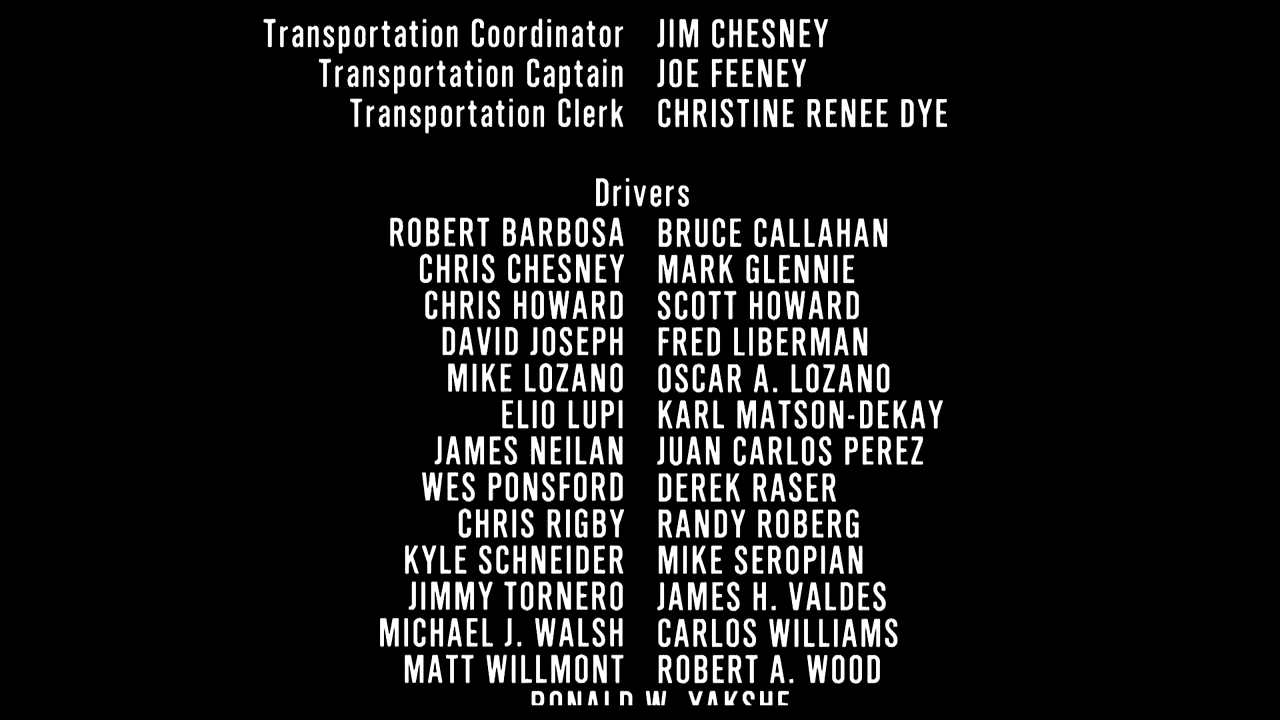 Transportation Coordinator JIM CHESNEY
Transportation Captain JOE FEENEY
Transportation Clerk CHRISTINE RENEE DYE
Drivers
ROBERT BARBOSA BRUCE CALLAHAN
CHRIS CHESNEY MARK GLENNIE
CHRIS HOWARD SCOTT HOWARD
DAVID JOSEPH FRED LIBERMAN
MIKE LOZANO OSCAR A. LOZANO
ELIO LUPI KARL MATSON-DEKAY
JAMES NEILAN JUAN CARLOS PEREZ
WES PONSFORD DEREK RASER
CHRIS RIGBY RANDY ROBERG
KYLE SCHNEIDER MIKE SEROPIAN
JIMMY TORNERO JAMES H. VALDES
MICHAEL J. WALSH CARLOS WILLIAMS
MATT WILLMONT ROBERT A. WOOD
RONALD W. YAKSHE